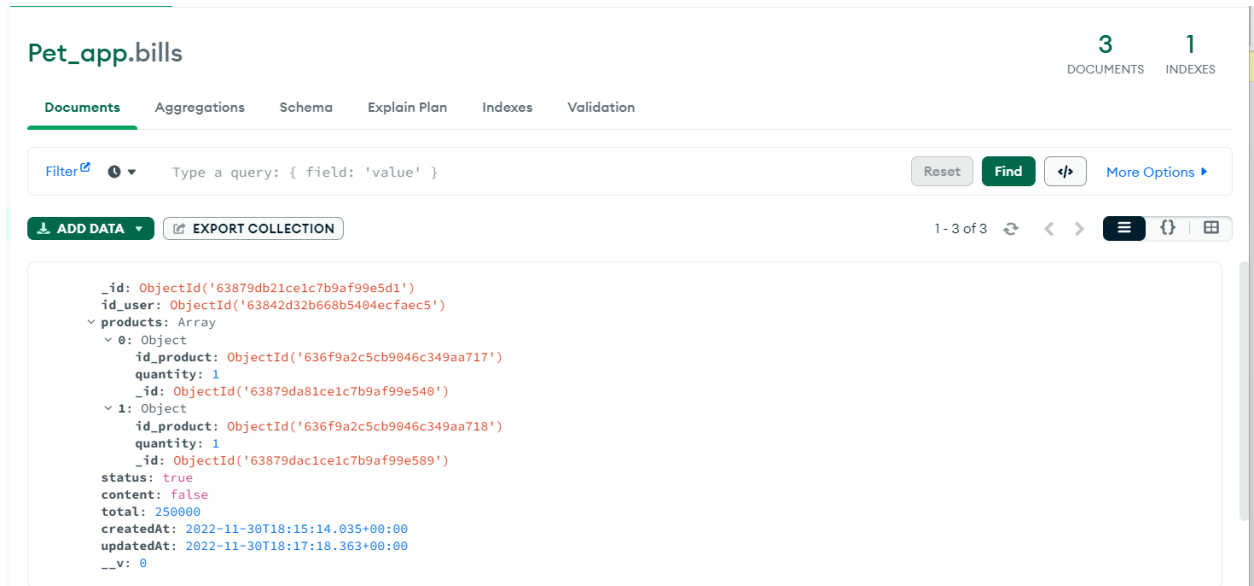 Pet_app.bills
3
DOCUMENTS
1
INDEXES
Documents Aggregations Schema Explain Plan Indexes Validation
Filter Type a query: { field: 'value' } Reset Find </> More Options
ADD DATA EXPORT COLLECTION 1 - 3 of 3 {}
_id: ObjectId('63879db21ce1c7b9af99e5d1')
id_user: ObjectId('63842d32b668b5404ecfaec5')
products: Array
0: Object
id_product: ObjectId('636f9a2c5cb9046c349aa717')
quantity: 1
_id: ObjectId('63879da81ce1c7b9af99e540')
1: Object
id_product: ObjectId('636f9a2c5cb9046c349aa718')
quantity: 1
_id: ObjectId('63879dac1ce1c7b9af99e589')
status: true
content: false
total: 250000
createdAt: 2022-11-30T18:15:14.035+00:00
updatedAt: 2022-11-30T18:17:18.363+00:00
__v: 0